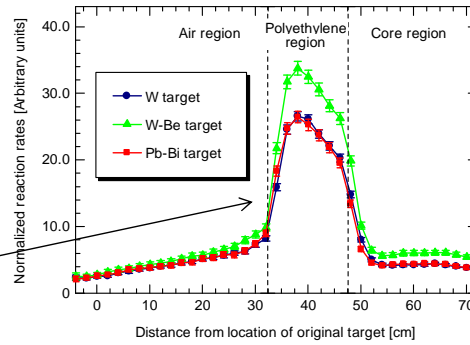 Air region
Polyethylene
region
Core region
40.0
30.0
20.0
10.0
0
Normalized reaction rates [Arbitrary units]
W target
W-Be target
Pb-Bi target
0 10 20 30 40 50 60 70
Distance from location of original target [cm]